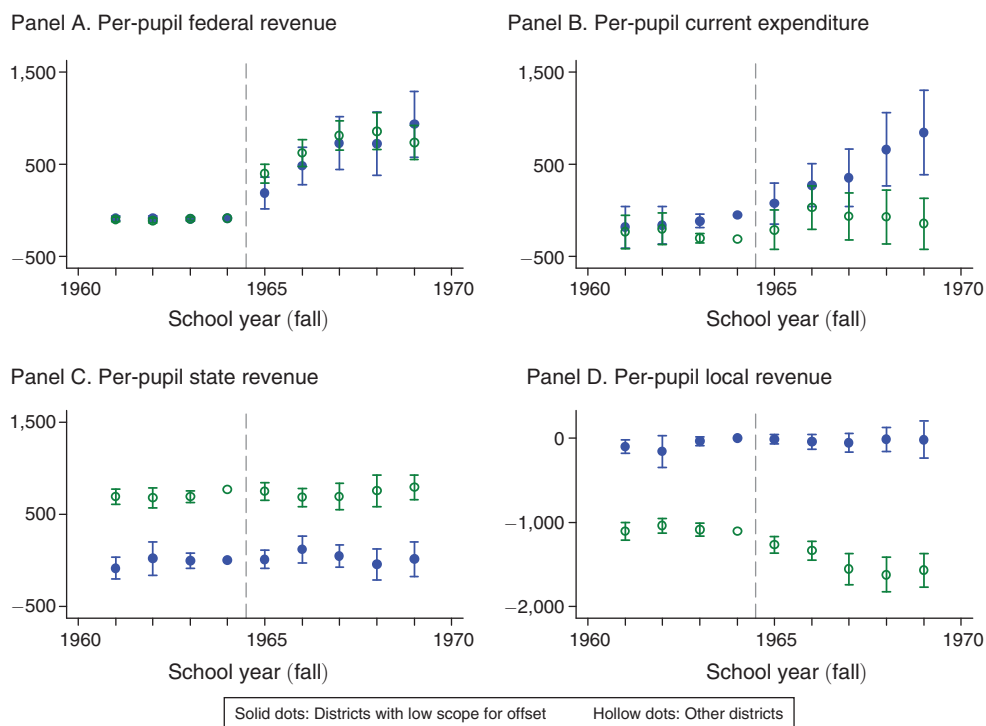 Panel A. Per-pupil federal revenue
1,500
500
−500
1960 1965 1970
School year (fall)
Panel B. Per-pupil current expenditure
1,500
500
−500
1960 1965 1970
School year (fall)
Panel C. Per-pupil state revenue
1,500
500
−500
1960 1965 1970
School year (fall)
Panel D. Per-pupil local revenue
0
−1,000
−2,000
1960 1965 1970
School year (fall)
Solid dots: Districts with low scope for offset Hollow dots: Other districts